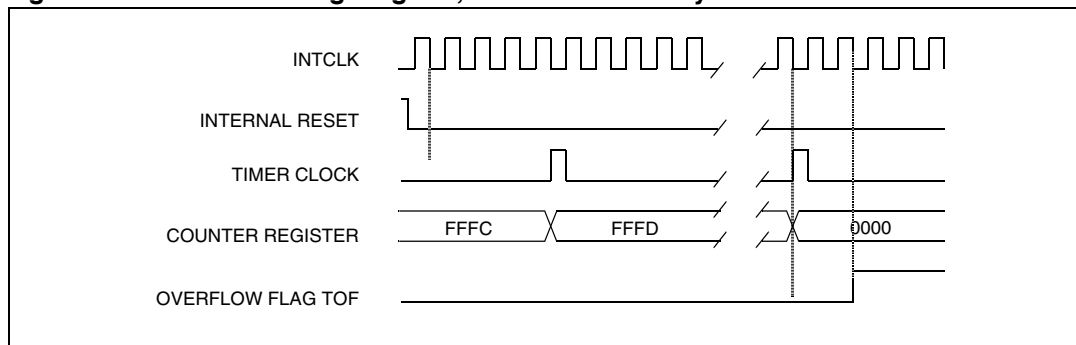 INTCLK
INTERNAL RESET
TIMER CLOCK
COUNTER REGISTER FFFC FFFD 0000
OVERFLOW FLAG TOF